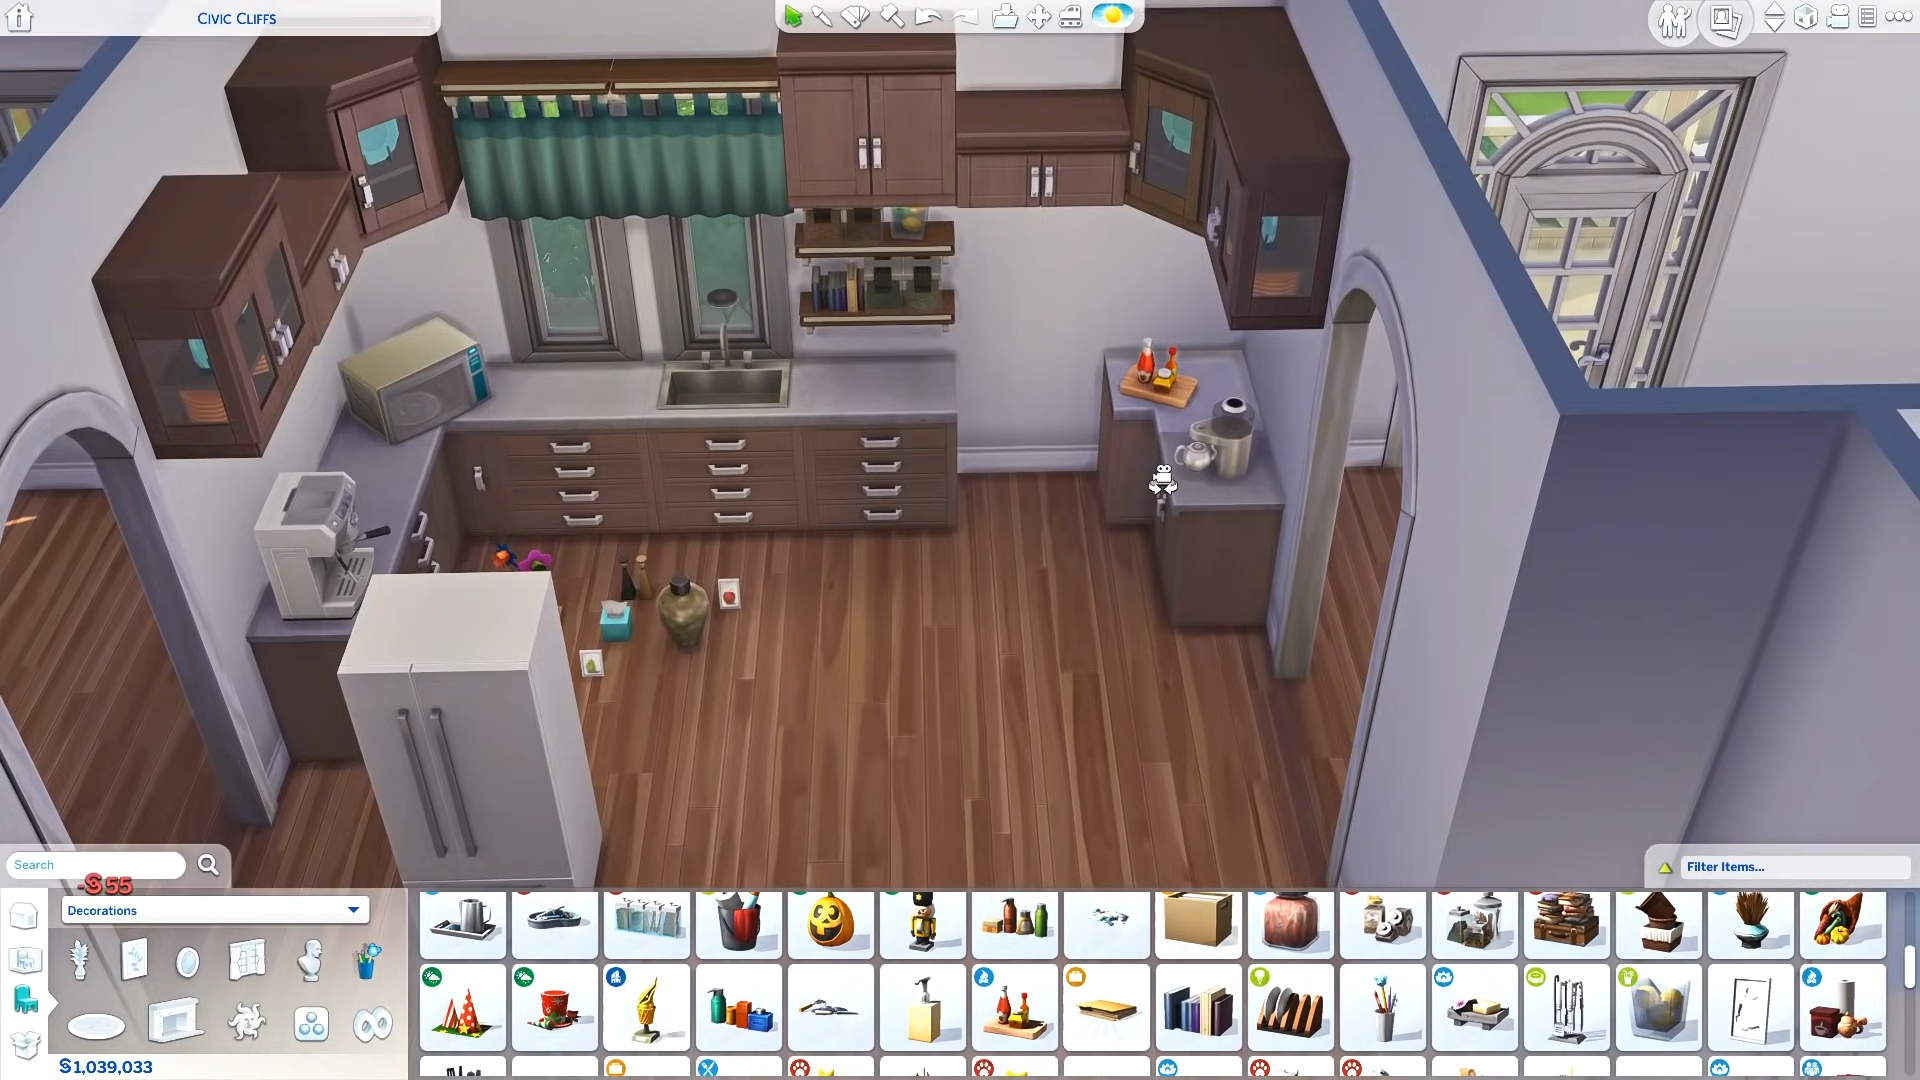 Civic Cliffs
Search
-§55
Filter Items...
Decorations
§1,039,033